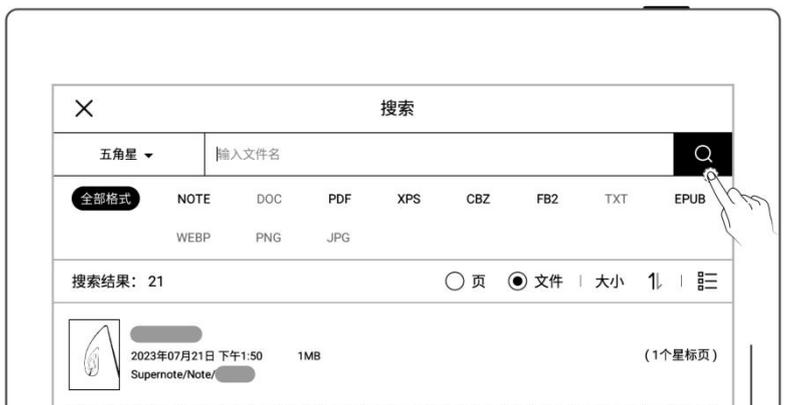 搜索
五角星 输入文件名
全部格式 NOTE DOC PDF XPS CBZ FB2 TXT EPUB
WEBP PNG JPG
搜索结果： 21 页 文件 大小
2023年07月21日 下午1:50 1MB (1个星标页)
Supernote/Note/